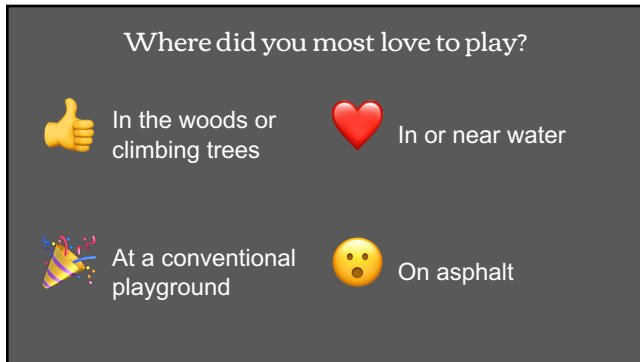 Where did you most love to play?
In the woods or
climbing trees
In or near water
At a conventional
playground
On asphalt